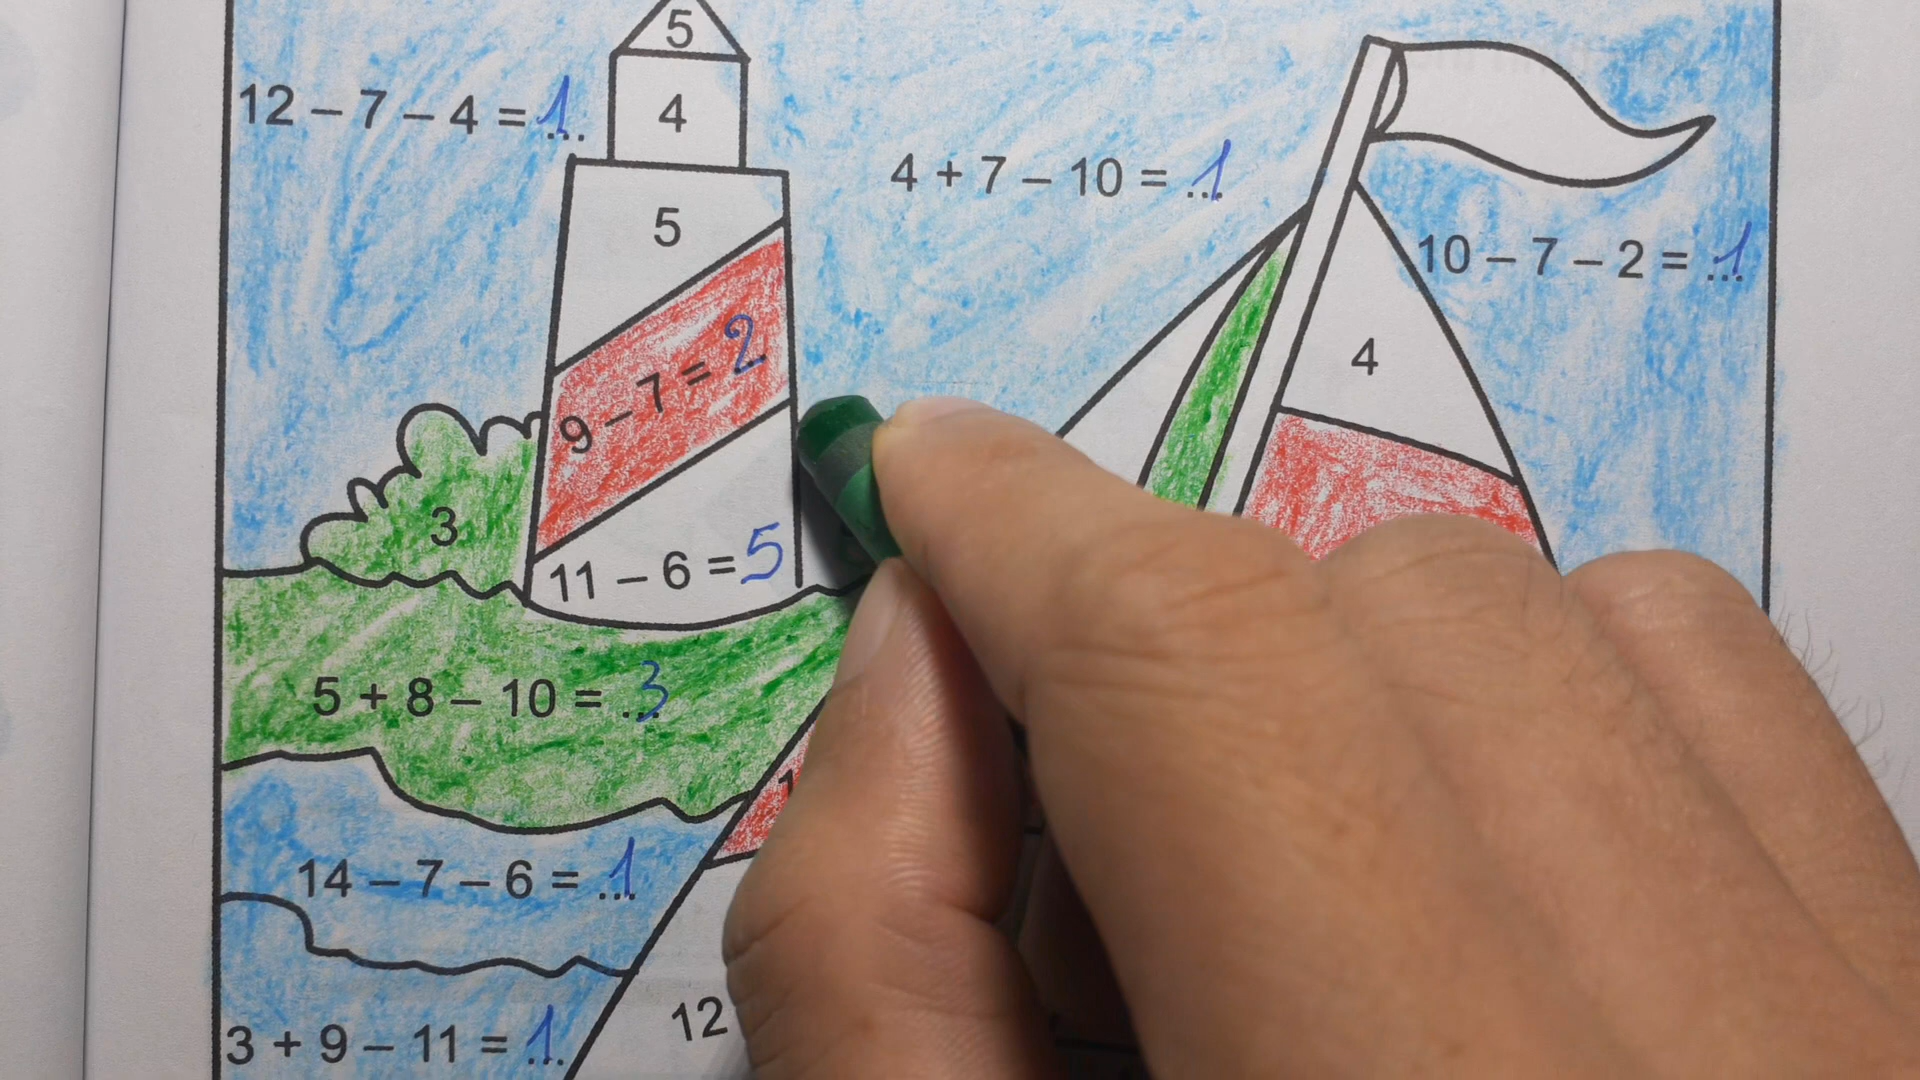 5
12 – 7 – 4 = 1
4
4 + 7 – 10 = 1
5
10 – 7 – 2 = 1
9 – 7 = 2
4
3
11 – 6 = 5
5 + 8 – 10 = 3
14 – 7 – 6 = 1
12
3 + 9 – 11 = 1